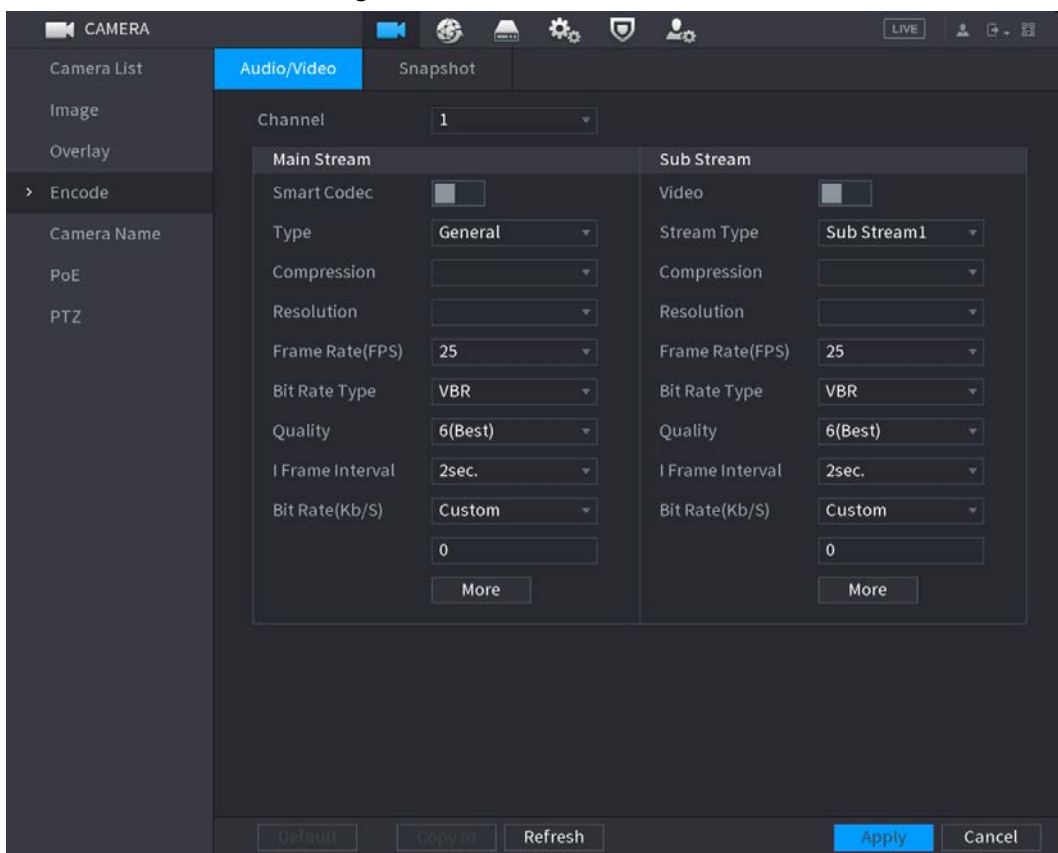 CAMERA
LIVE
Camera List
Image
Overlay
> Encode
Camera Name
PoE
PTZ
Audio/Video Snapshot
Channel 1
Main Stream Sub Stream
Smart Codec Video
Type General Stream Type Sub Stream1
Compression Compression
Resolution Resolution
Frame Rate(FPS) 25 Frame Rate(FPS) 25
Bit Rate Type VBR Bit Rate Type VBR
Quality 6(Best) Quality 6(Best)
I Frame Interval 2sec. I Frame Interval 2sec.
Bit Rate(Kb/S) Custom Bit Rate(Kb/S) Custom
0 0
More More
Default Copy to Refresh Apply Cancel